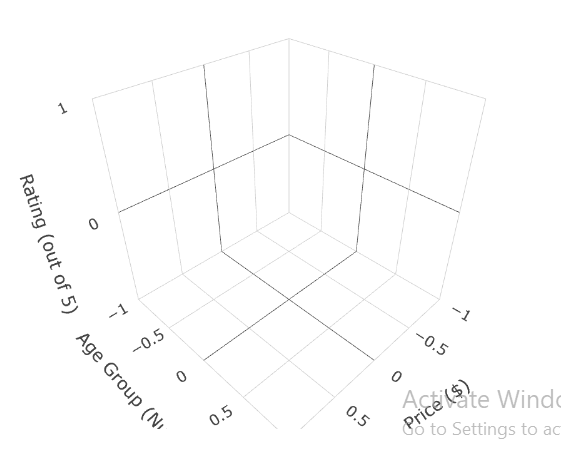 1
0
−1
Rating (out of 5)
−0.5
0
0.5
Age Group (N
−1
−0.5
0
0.5
Price ($)
Activate Windo
Go to Settings to ac